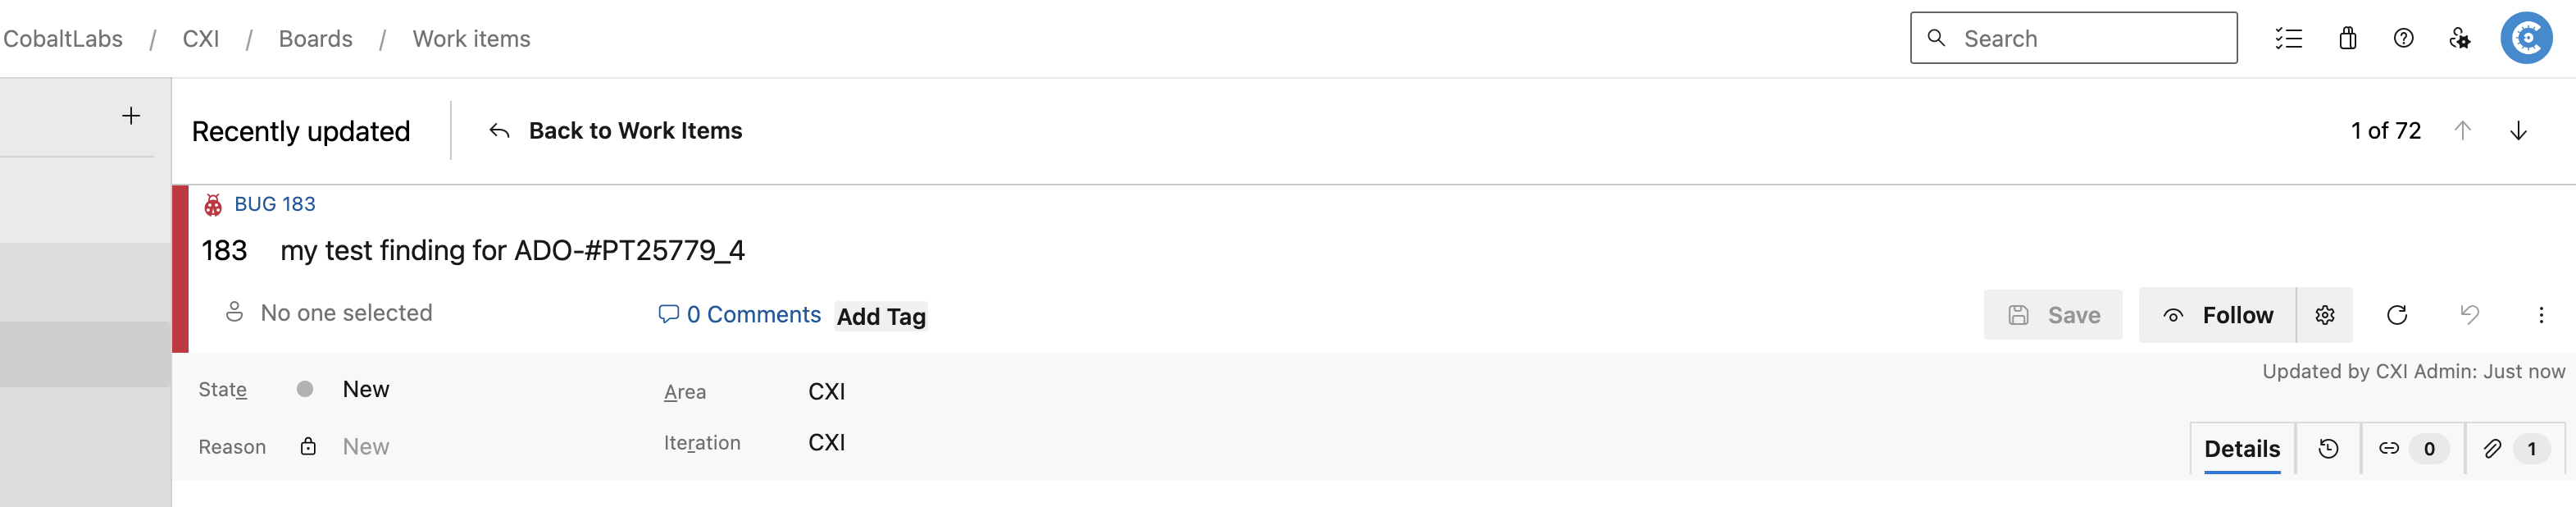 CobaltLabs / CXI / Boards / Work items
Search
Recently updated
Back to Work Items
1 of 72
BUG 183
183 my test finding for ADO-#PT25779_4
No one selected
0 Comments
Add Tag
Save
Follow
State New
Area CXI
Updated by CXI Admin: Just now
Reason New
Iteration CXI
Details
0
1